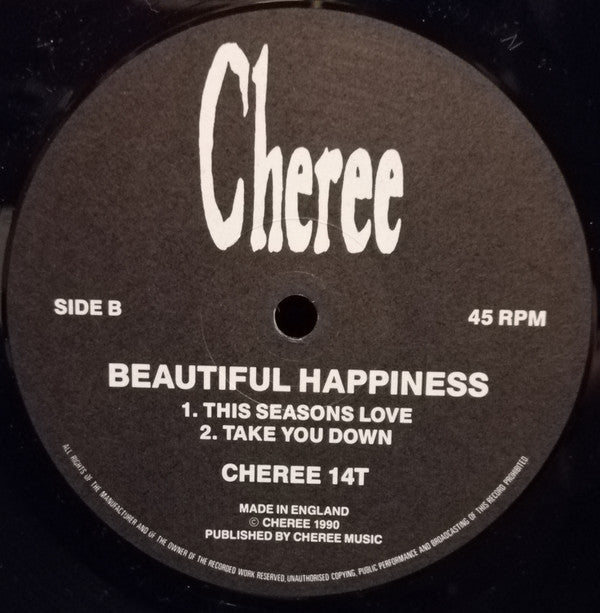 Cheree
SIDE B
45 RPM
BEAUTIFUL HAPPINESS
1. THIS SEASONS LOVE
2. TAKE YOU DOWN
CHEREE 14T
MADE IN ENGLAND
© CHEREE 1990
PUBLISHED BY CHEREE MUSIC
ALL RIGHTS OF THE MANUFACTURER AND OF THE OWNER OF THE RECORDED WORK RESERVED, UNAUTHORISED COPYING, PUBLIC PERFORMANCE AND BROADCASTING OF THIS RECORD PROHIBITED.